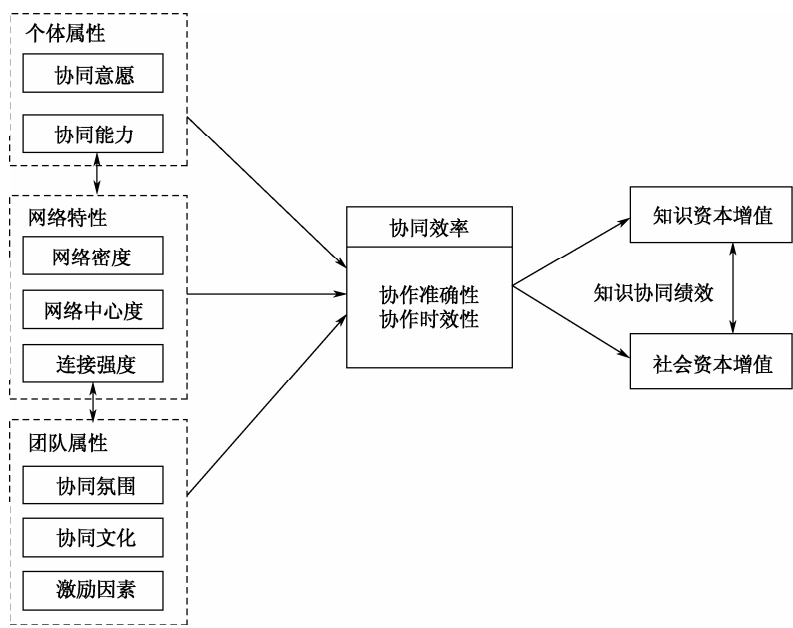 个体属性
协同意愿
协同能力
网络特性
网络密度
网络中心度
连接强度
团队属性
协同氛围
协同文化
激励因素
协同效率
协作准确性
协作时效性
知识资本增值
知识协同绩效
社会资本增值